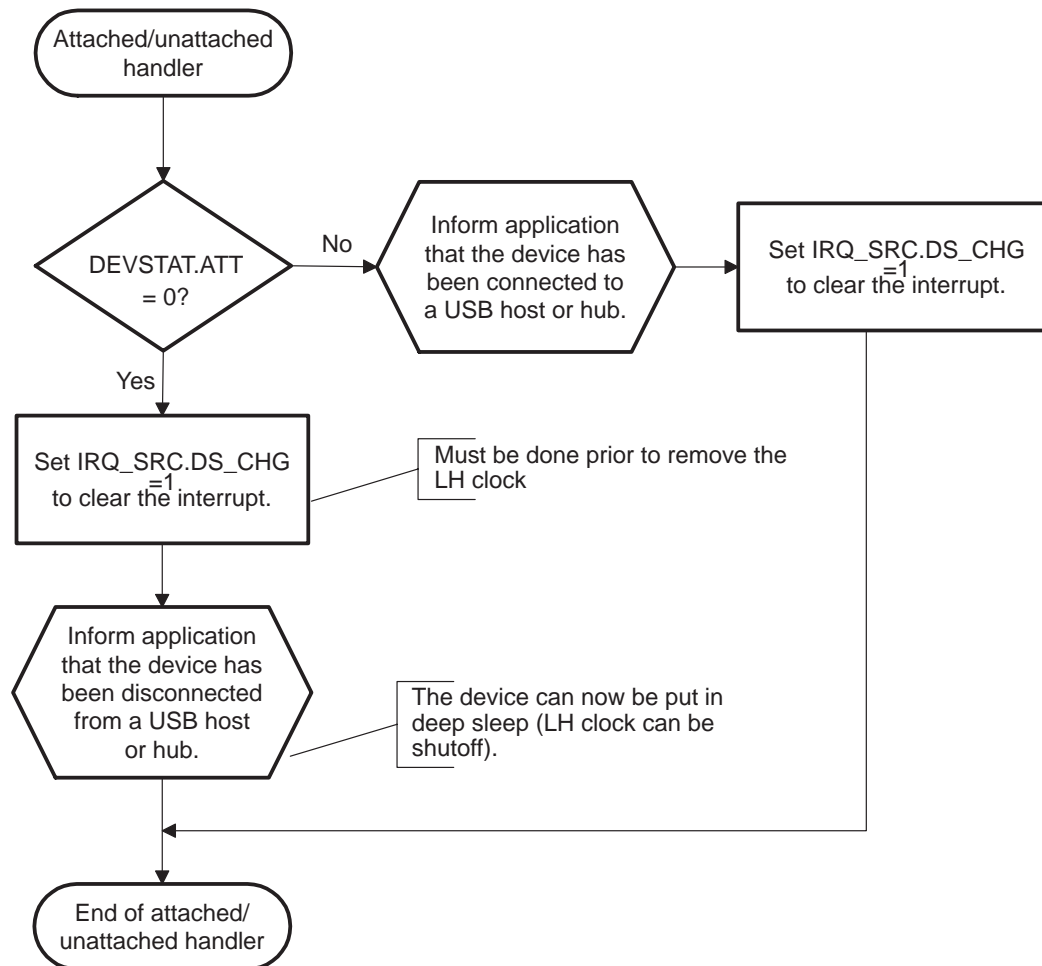 Attached/unattached
handler
DEVSTAT.ATT
= 0?
No
Inform application
that the device has
been connected to
a USB host or hub.
Set IRQ_SRC.DS_CHG
=1
to clear the interrupt.
Yes
Set IRQ_SRC.DS_CHG
=1
to clear the interrupt.
Must be done prior to remove the
LH clock
Inform application
that the device has
been disconnected
from a USB host
or hub.
The device can now be put in
deep sleep (LH clock can be
shutoff).
End of attached/
unattached handler